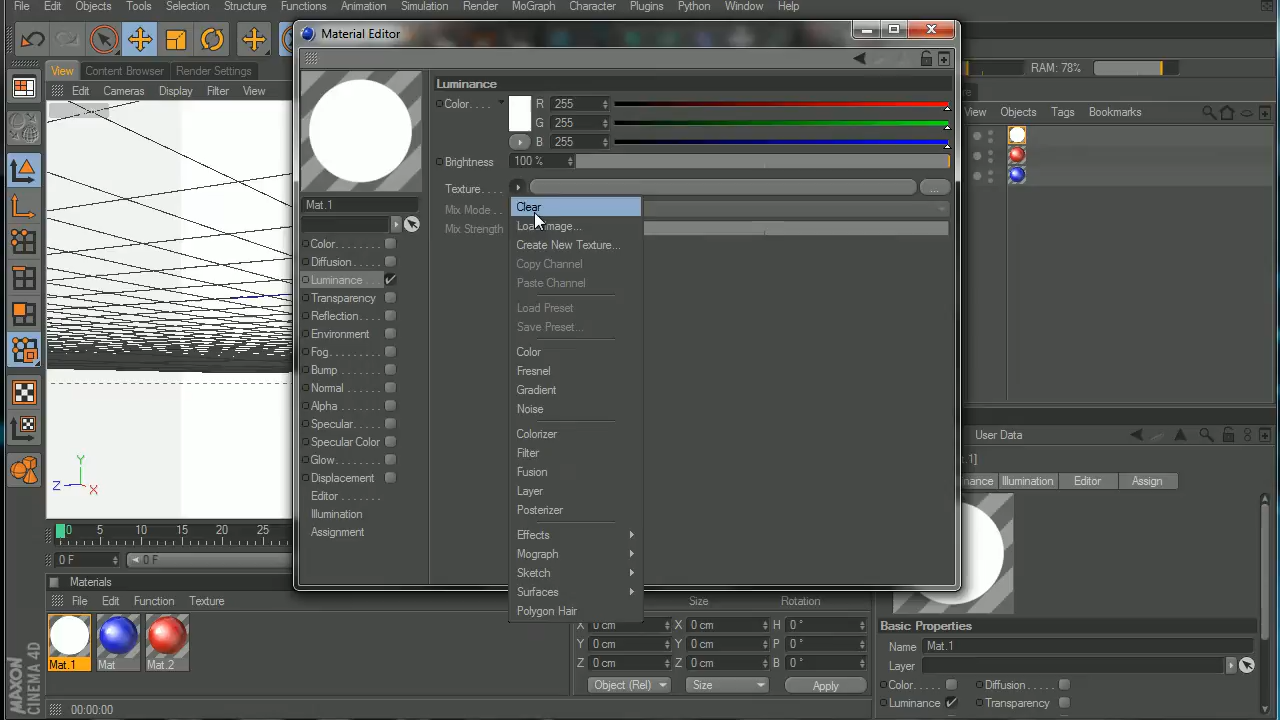 File Edit Objects Tools Selection Structure Functions Animation Simulation Render MoGraph Character Plugins Python Window Help
Material Editor
View Content Browser Render Settings
Edit Cameras Display Filter View
RAM: 78%
View Objects Tags Bookmarks
Luminance
Color. . . .
R 255
G 255
B 255
Brightness 100 %
Texture. . . . ...
Mix Mode . .
Mix Strength
Mat.1
Color. . . . . .
Diffusion. . . .
Luminance . . .
Transparency
Reflection. . . .
Environment
Fog. . . . . . . .
Bump . . . . . .
Normal . . . . .
Alpha . . . . . .
Specular. . . .
Specular Color
Glow. . . . . . .
Displacement
Editor . . . . . . .
Illumination
Assignment
Clear
Load Image...
Create New Texture...
Copy Channel
Paste Channel
Load Preset
Save Preset...
Color
Fresnel
Gradient
Noise
Colorizer
Filter
Fusion
Layer
Posterizer
Effects
Mograph
Sketch
Surfaces
Polygon Hair
Y
Z X
0 5 10 15 20 25 30
0 F 0 F
Materials
File Edit Function Texture
Mat.1 Mat Mat.2
Size Rotation
X 0 cm X 0 cm H 0 °
Y 0 cm Y 0 cm P 0 °
Z 0 cm Z 0 cm B 0 °
Object (Rel) Size Apply
User Data
Illumination Editor Assign
Basic Properties
Name Mat.1
Layer
Color. . . . . Diffusion. . . .
Luminance Transparency
MAXON
CINEMA 4D
00:00:00